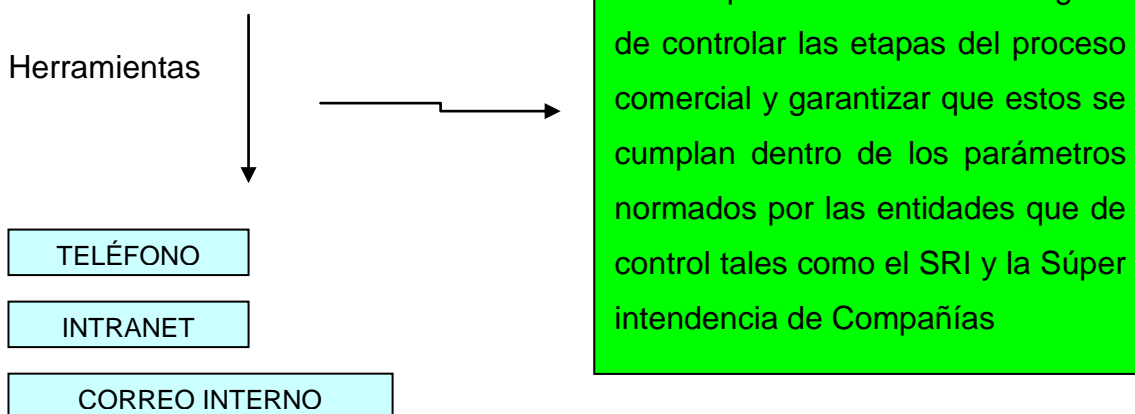 Herramientas
de controlar las etapas del proceso
comercial y garantizar que estos se
cumplan dentro de los parámetros
normados por las entidades que de
control tales como el SRI y la Súper
intendencia de Compañías
TELÉFONO
INTRANET
CORREO INTERNO